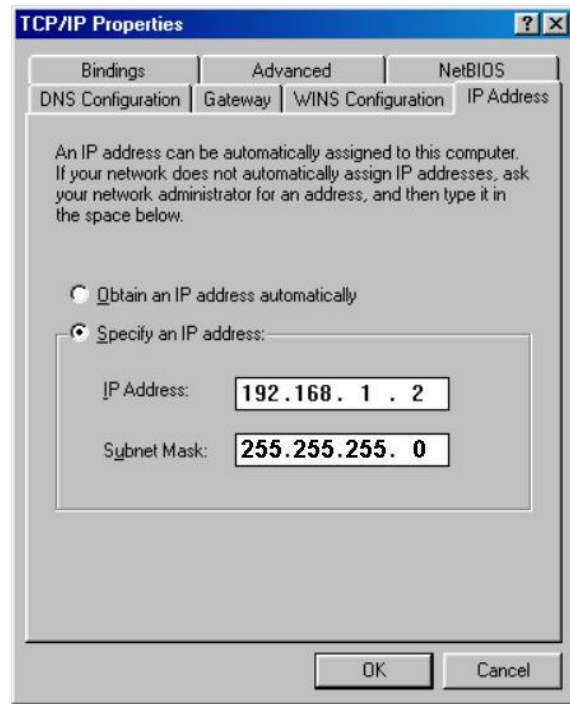 TCP/IP Properties
Bindings Advanced NetBIOS
DNS Configuration Gateway WINS Configuration IP Address
An IP address can be automatically assigned to this computer.
If your network does not automatically assign IP addresses, ask
your network administrator for an address, and then type it in
the space below.
Obtain an IP address automatically
Specify an IP address:
IP Address: 192.168. 1 . 2
Subnet Mask: 255.255.255. 0
OK Cancel